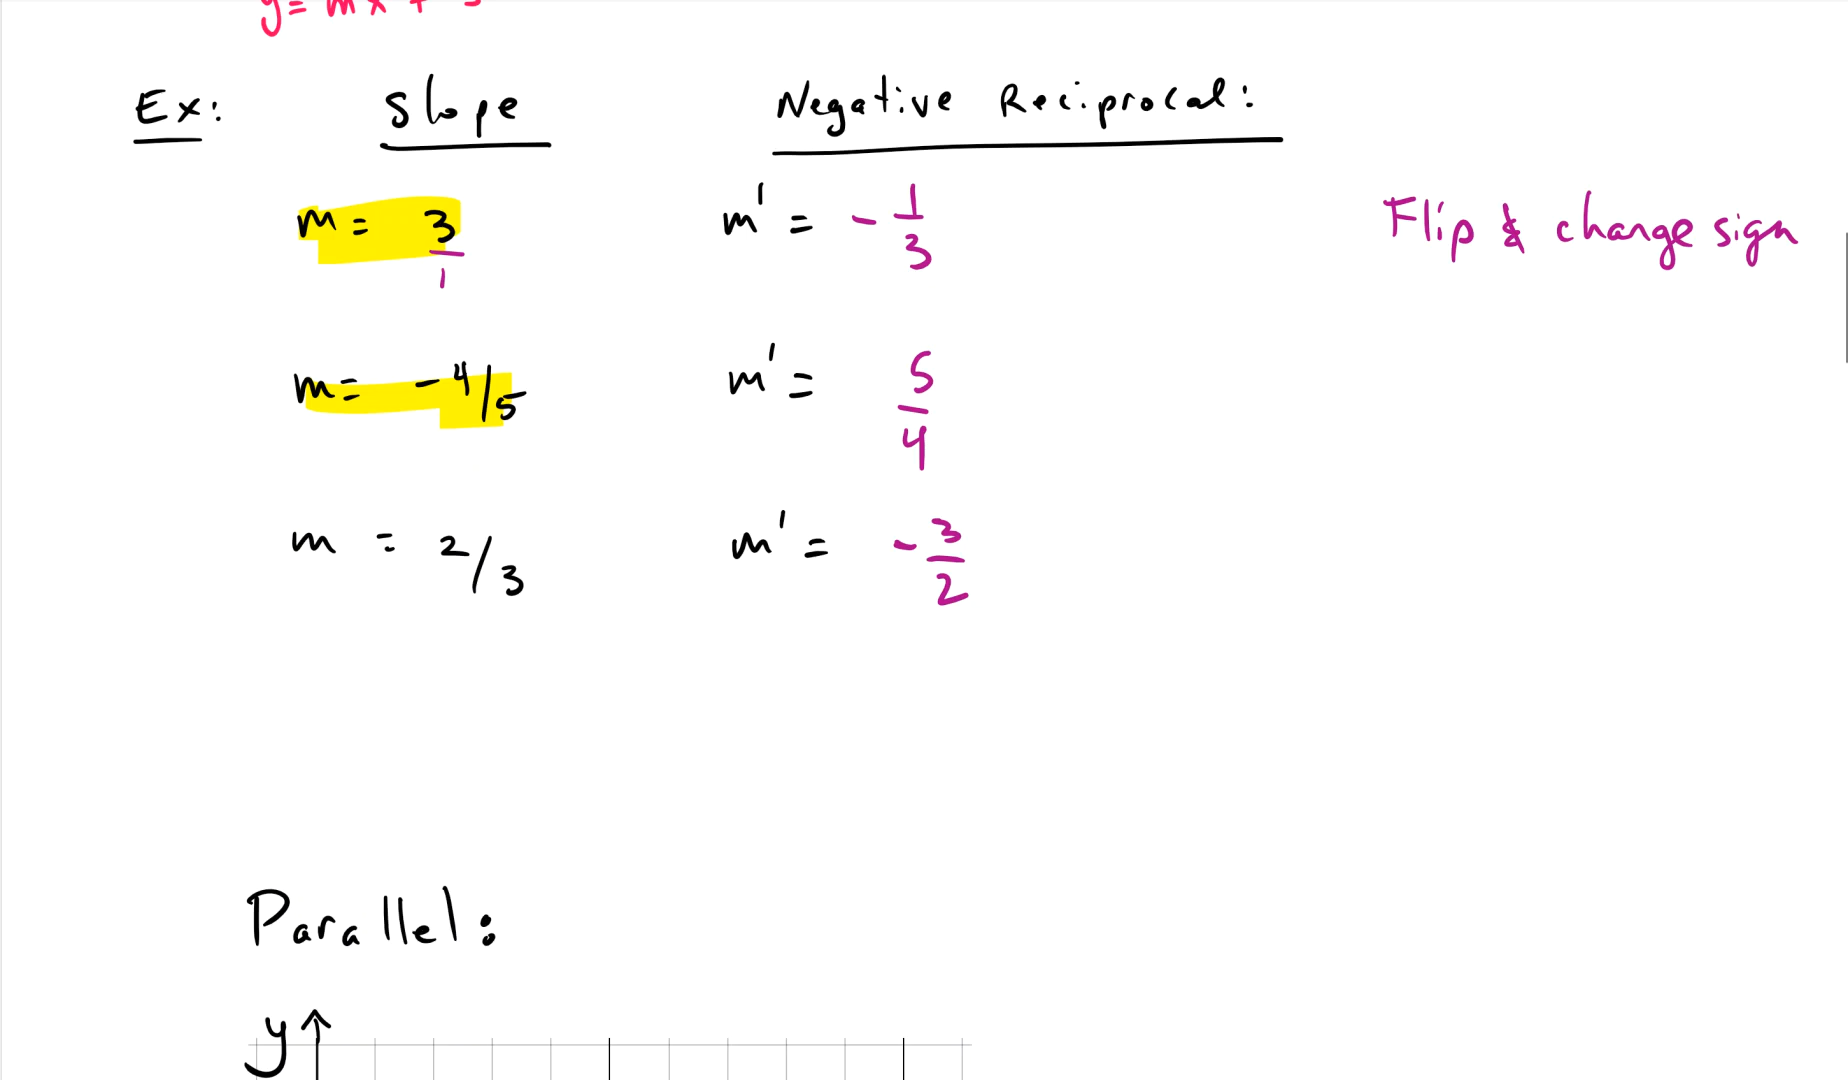 y= mx +
Ex: Slope Negative Reciprocal:
m = 3/1 m' = - 1/3 Flip & change sign
m = - 4/5 m' = 5/4
m = 2/3 m' = - 3/2
Parallel:
y